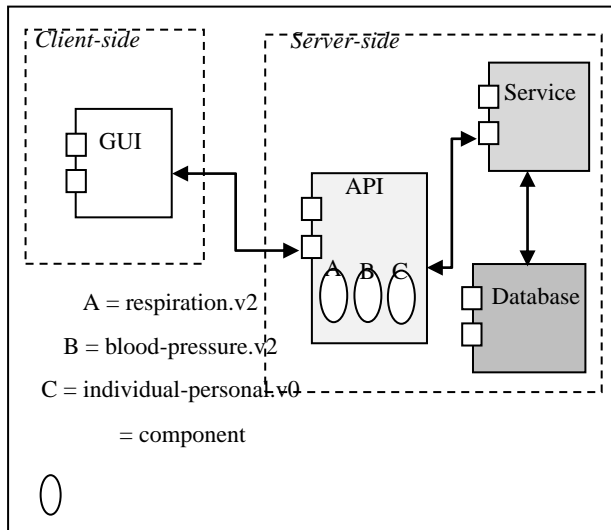 Client-side
Server-side
Service
GUI
API
A B C
Database
A = respiration.v2
B = blood-pressure.v2
C = individual-personal.v0
= component